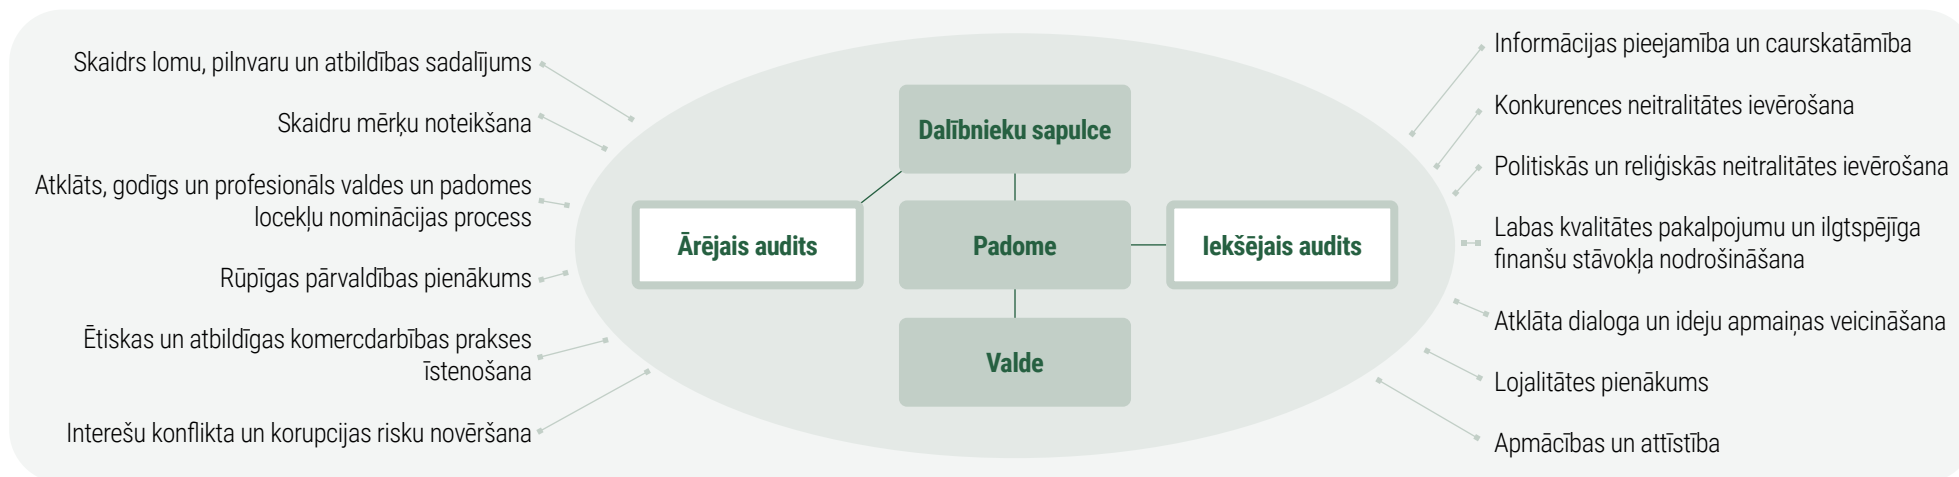 Skaidrs lomu, pilnvaru un atbildības sadalījums
Skaidru mērķu noteikšana
Atklāts, godīgs un profesionāls valdes un padomes
locekļu nominācijas process
Rūpīgas pārvaldības pienākums
Ētiskas un atbildīgas komercdarbības prakses
īstenošana
Interešu konflikta un korupcijas risku novēršana
Dalībnieku sapulce
Ārējais audits
Padome
Iekšējais audits
Valde
Informācijas pieejamība un caurskatāmība
Konkurences neitralitātes ievērošana
Politiskās un reliģiskās neitralitātes ievērošana
Labas kvalitātes pakalpojumu un ilgtspējīga
finanšu stāvokļa nodrošināšana
Atklāta dialoga un ideju apmaiņas veicināšana
Lojalitātes pienākums
Apmācības un attīstība